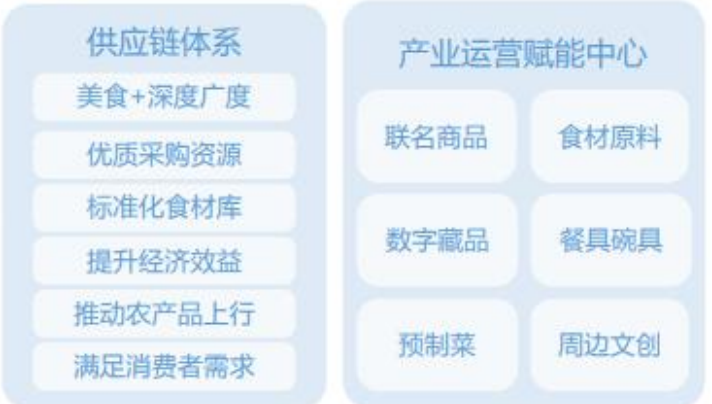 供应链体系
美食+深度广度
优质采购资源
标准化食材库
提升经济效益
推动农产品上行
满足消费者需求
产业运营赋能中心
联名商品
食材原料
数字藏品
餐具碗具
预制菜
周边文创